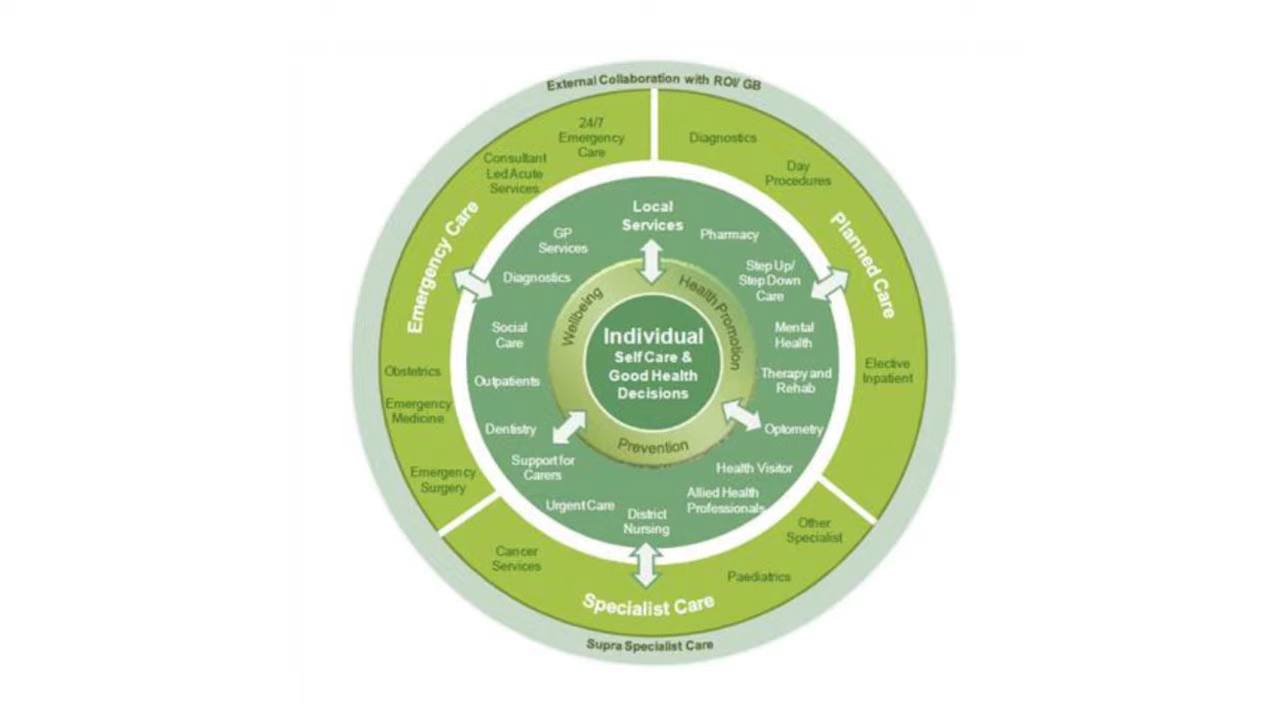 External Collaboration with ROI/ GB
24/7
Emergency
Care
Consultant
Led Acute
Services
Emergency Care
Obstetrics
Emergency
Medicine
Emergency
Surgery
Diagnostics
Day
Procedures
Planned Care
Elective
Inpatient
Local
Services
GP
Services
Diagnostics
Social
Care
Outpatients
Dentistry
Support for
Carers
Urgent Care
District
Nursing
Pharmacy
Step Up/
Step Down
Care
Mental
Health
Therapy and
Rehab
Optometry
Health Visitor
Allied Health
Professionals
Wellbeing
Health Promotion
Prevention
Individual
Self Care &
Good Health
Decisions
Cancer
Services
Specialist Care
Paediatrics
Other
Specialist
Supra Specialist Care